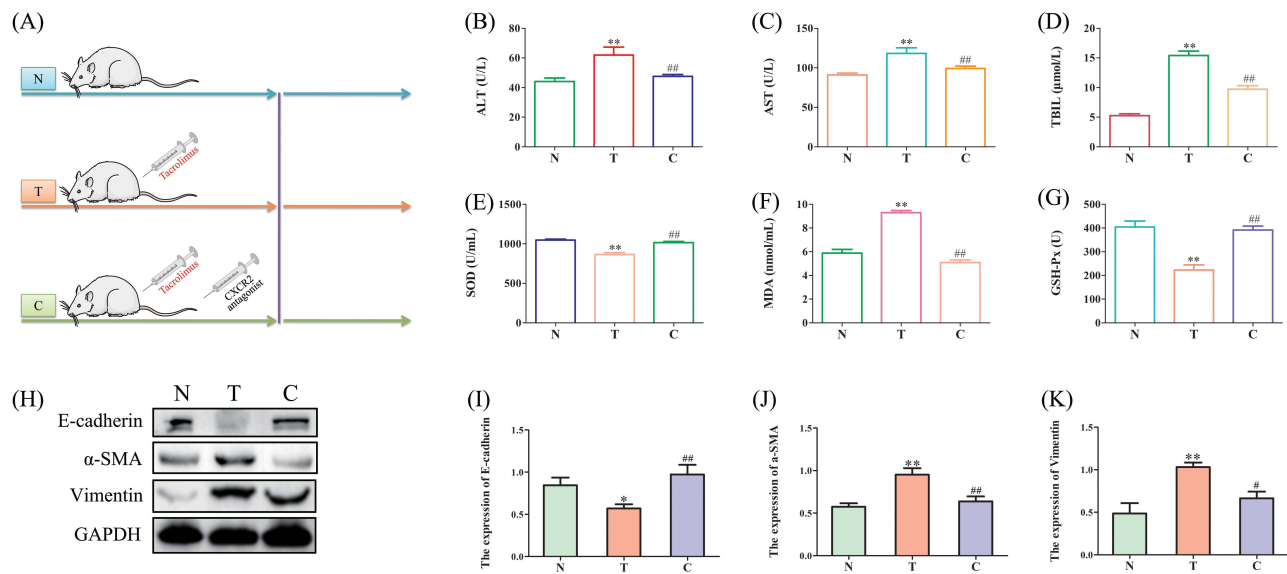 (A)
N
T
Tacrolimus
C
Tacrolimus
CXCR2
antagonist
(B)
ALT (U/L)
80
60
40
20
0
**
##
N T C
(C)
AST (U/L)
150
100
50
0
**
##
N T C
(D)
TBIL (μmol/L)
20
15
10
5
0
**
##
N T C
(E)
SOD (U/mL)
1500
1000
500
0
**
##
N T C
(F)
MDA (nmol/mL)
10
8
6
4
2
0
**
##
N T C
(G)
GSH-Px (U)
500
400
300
200
100
0
**
##
N T C
(H)
N T C
E-cadherin
α-SMA
Vimentin
GAPDH
(I)
The expression of E-cadherin
1.5
1.0
0.5
0.0
*
##
N T C
(J)
The expression of a-SMA
1.5
1.0
0.5
0.0
**
##
N T C
(K)
The expression of Vimentin
1.5
1.0
0.5
0.0
**
#
N T C